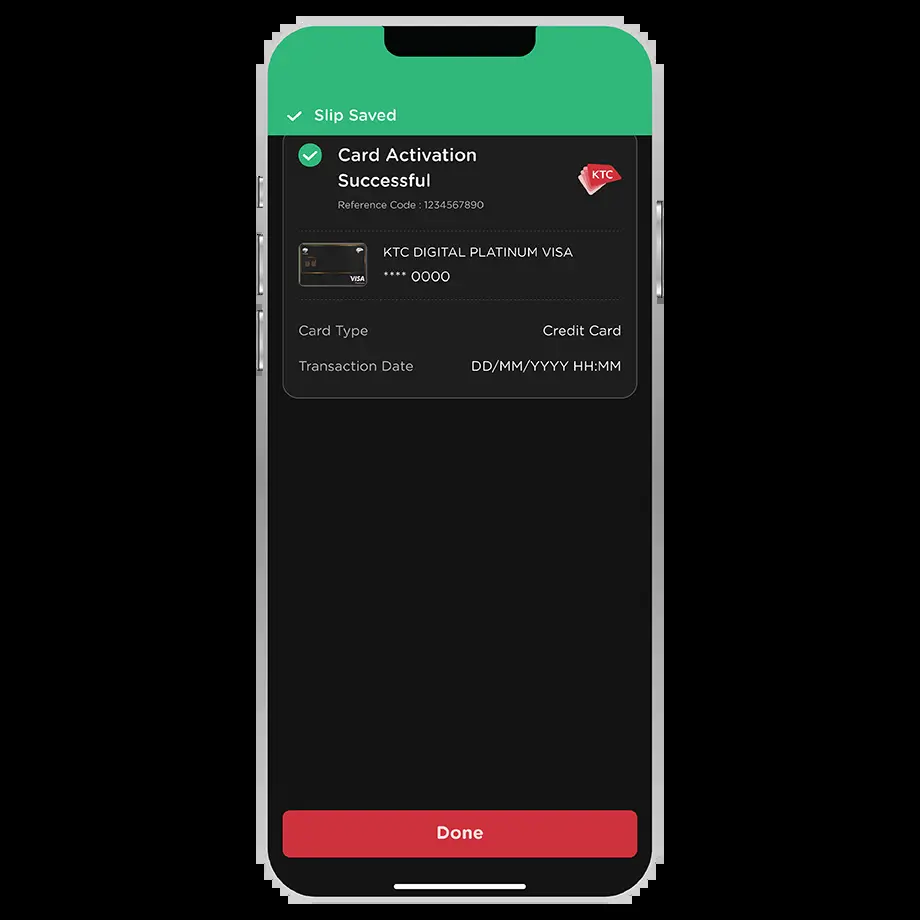 Slip Saved
Card Activation
Successful
KTC
Reference Code : 1234567890
KTC DIGITAL PLATINUM VISA
VISA
**** 0000
Card Type Credit Card
Transaction Date DD/MM/YYYY HH:MM
Done